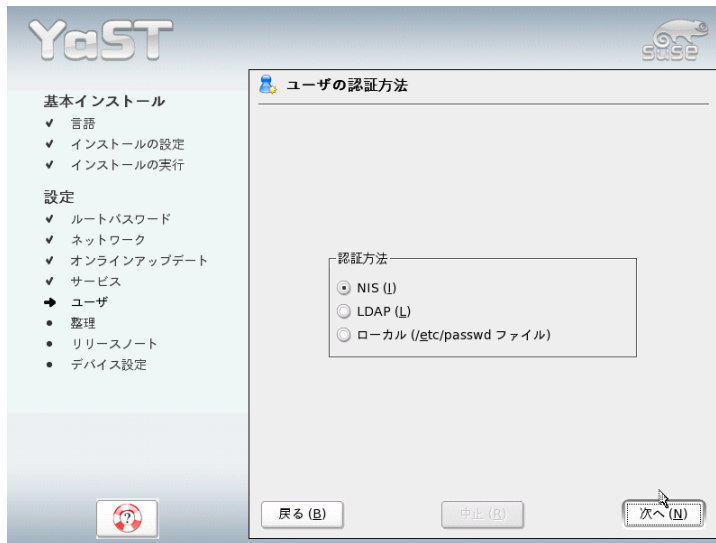 YaST
SUSE
基本インストール
言語
インストールの設定
インストールの実行
設定
ルートパスワード
ネットワーク
オンラインアップデート
サービス
ユーザ
整理
リリースノート
デバイス設定
ユーザの認証方法
認証方法
NIS (I)
LDAP (L)
ローカル (/etc/passwd ファイル)
戻る (B)
中止 (R)
次へ (N)